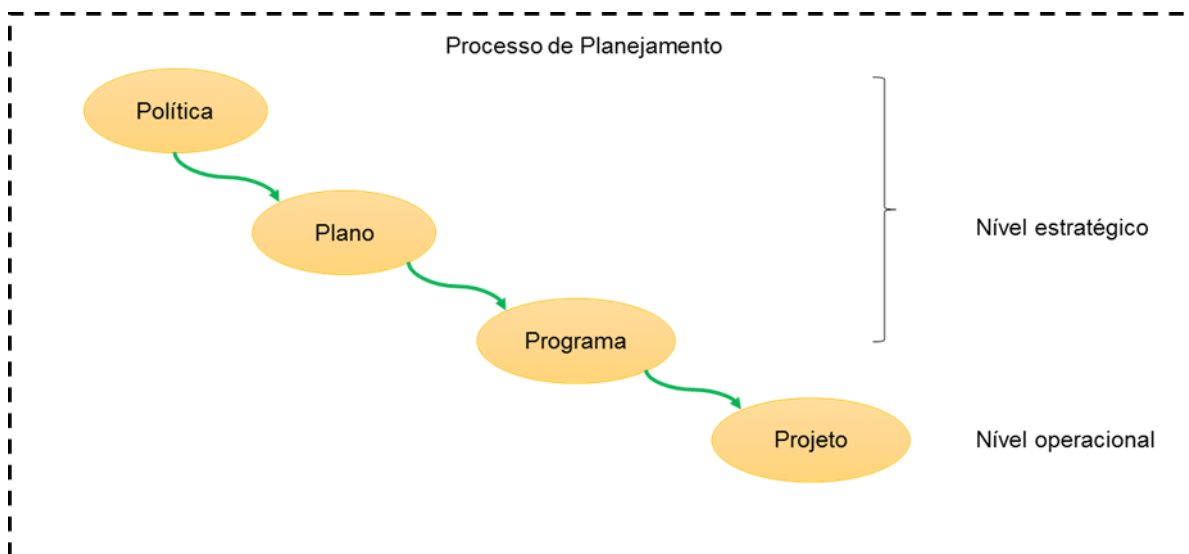 Processo de Planejamento
Política
Plano
Nível estratégico
Programa
Projeto
Nível operacional